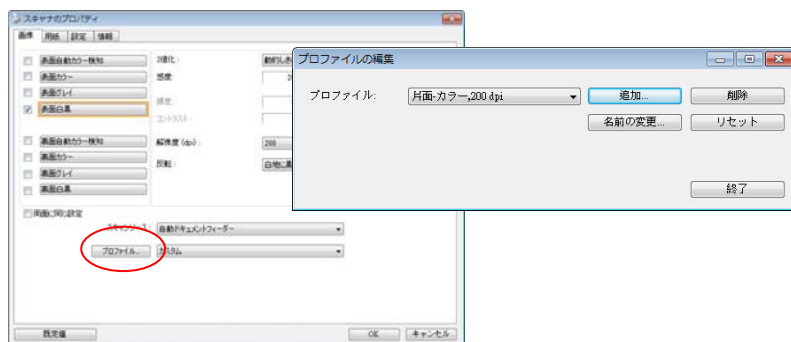 スキャナのプロパティ
画像 用紙 設定 情報
表面自動カラー検知
表面カラー
表面グレイ
表面白黒
裏面自動カラー検知
裏面カラー
裏面グレイ
裏面白黒
2値化:
感度
輝度:
コントラスト:
解像度 (dpi): 200
反転:
両面に同じ設定
スキャンソース: 自動ドキュメントフィーダー
プロファイル... カスタム
既定値 OK キャンセル
プロファイルの編集
プロファイル: 片面-カラー,200 dpi 追加... 削除
名前の変更... リセット
終了